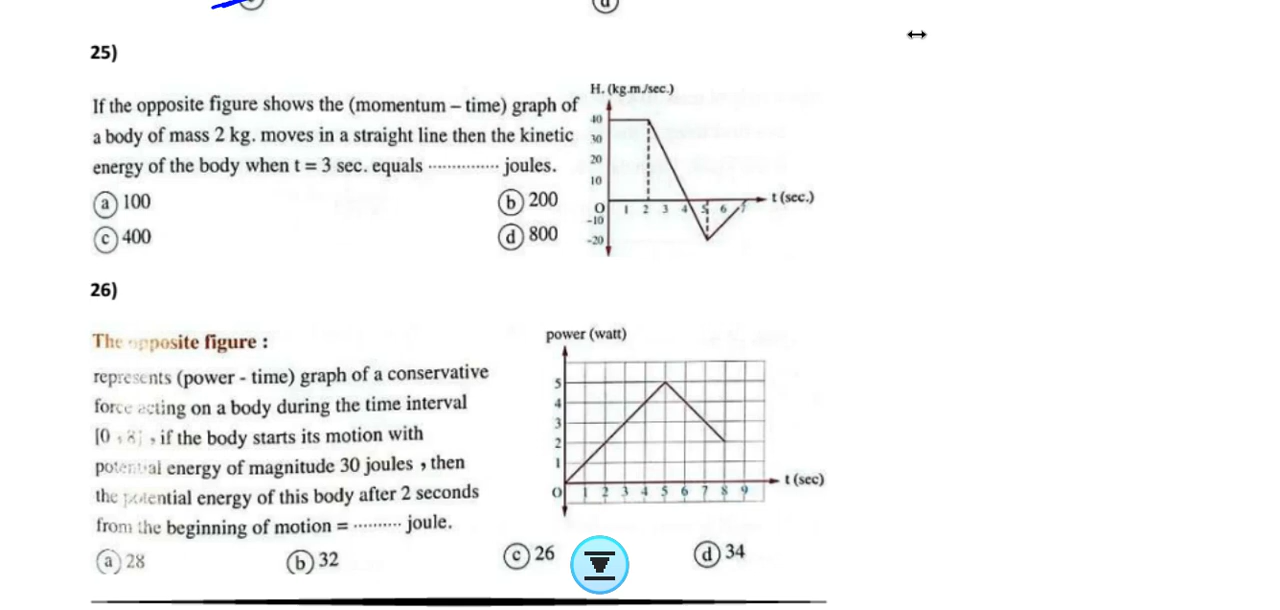 25)
If the opposite figure shows the (momentum – time) graph of
a body of mass 2 kg. moves in a straight line then the kinetic
energy of the body when t = 3 sec. equals ··············· joules.
(a) 100
(b) 200
(c) 400
(d) 800
H. (kg.m./sec.)
40
30
20
10
O
-10
-20
1 2 3 4 5 6 7
t (sec.)
26)
The opposite figure :
represents (power - time) graph of a conservative
force acting on a body during the time interval
[0 , 8] , if the body starts its motion with
potential energy of magnitude 30 joules , then
the potential energy of this body after 2 seconds
from the beginning of motion = ·········· joule.
(a) 28
(b) 32
(c) 26
(d) 34
power (watt)
5
4
3
2
1
O 1 2 3 4 5 6 7 8 9
t (sec)